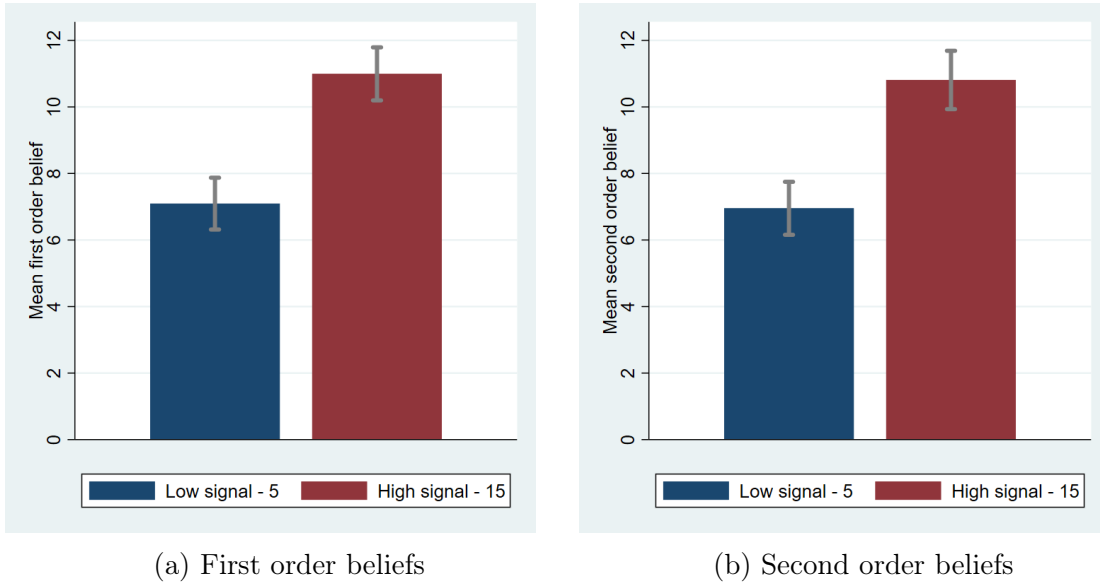 Mean first order belief
12
10
8
6
4
2
0
Low signal - 5 High signal - 15
(a) First order beliefs
Mean second order belief
12
10
8
6
4
2
0
Low signal - 5 High signal - 15
(b) Second order beliefs